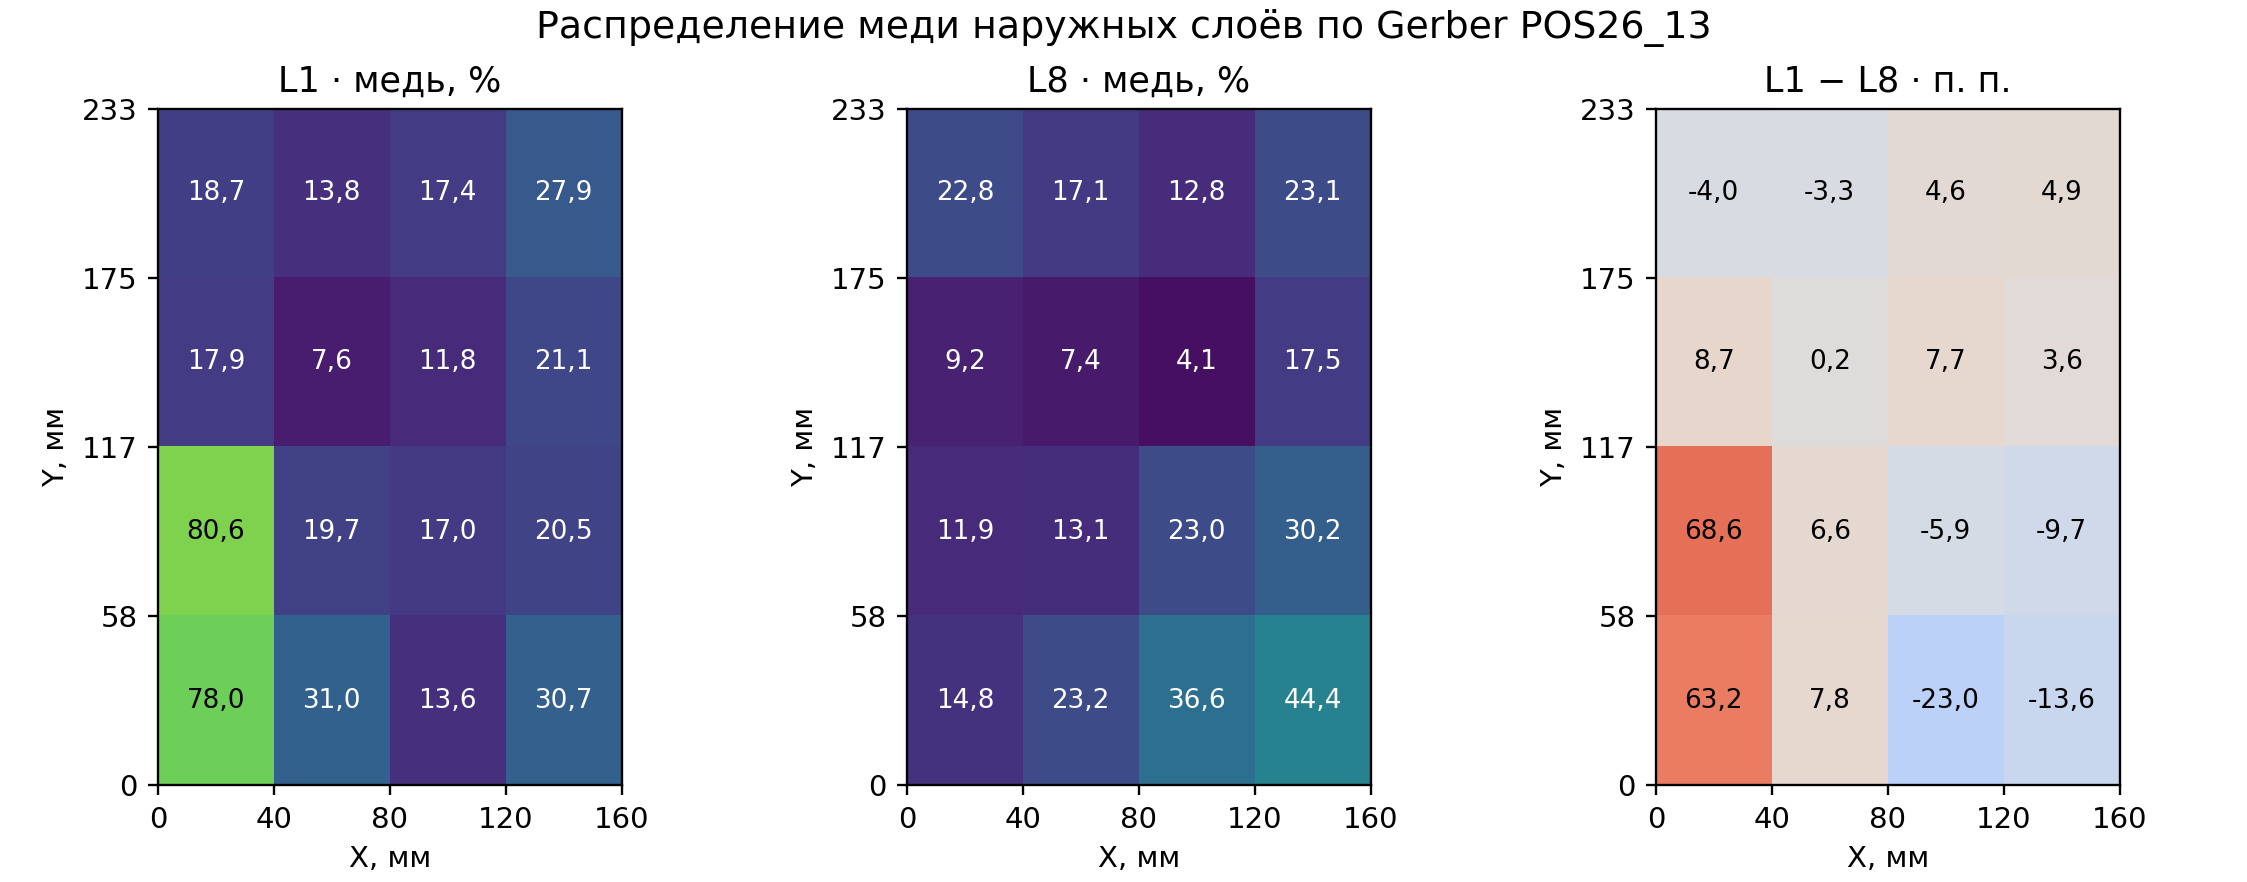 Распределение меди наружных слоёв по Gerber POS26_13
L1 · медь, %
233
175
117
58
0
Y, мм
18,7 13,8 17,4 27,9
17,9 7,6 11,8 21,1
80,6 19,7 17,0 20,5
78,0 31,0 13,6 30,7
0 40 80 120 160
X, мм
L8 · медь, %
233
175
117
58
0
Y, мм
22,8 17,1 12,8 23,1
9,2 7,4 4,1 17,5
11,9 13,1 23,0 30,2
14,8 23,2 36,6 44,4
0 40 80 120 160
X, мм
L1 − L8 · п. п.
233
175
117
58
0
Y, мм
-4,0 -3,3 4,6 4,9
8,7 0,2 7,7 3,6
68,6 6,6 -5,9 -9,7
63,2 7,8 -23,0 -13,6
0 40 80 120 160
X, мм